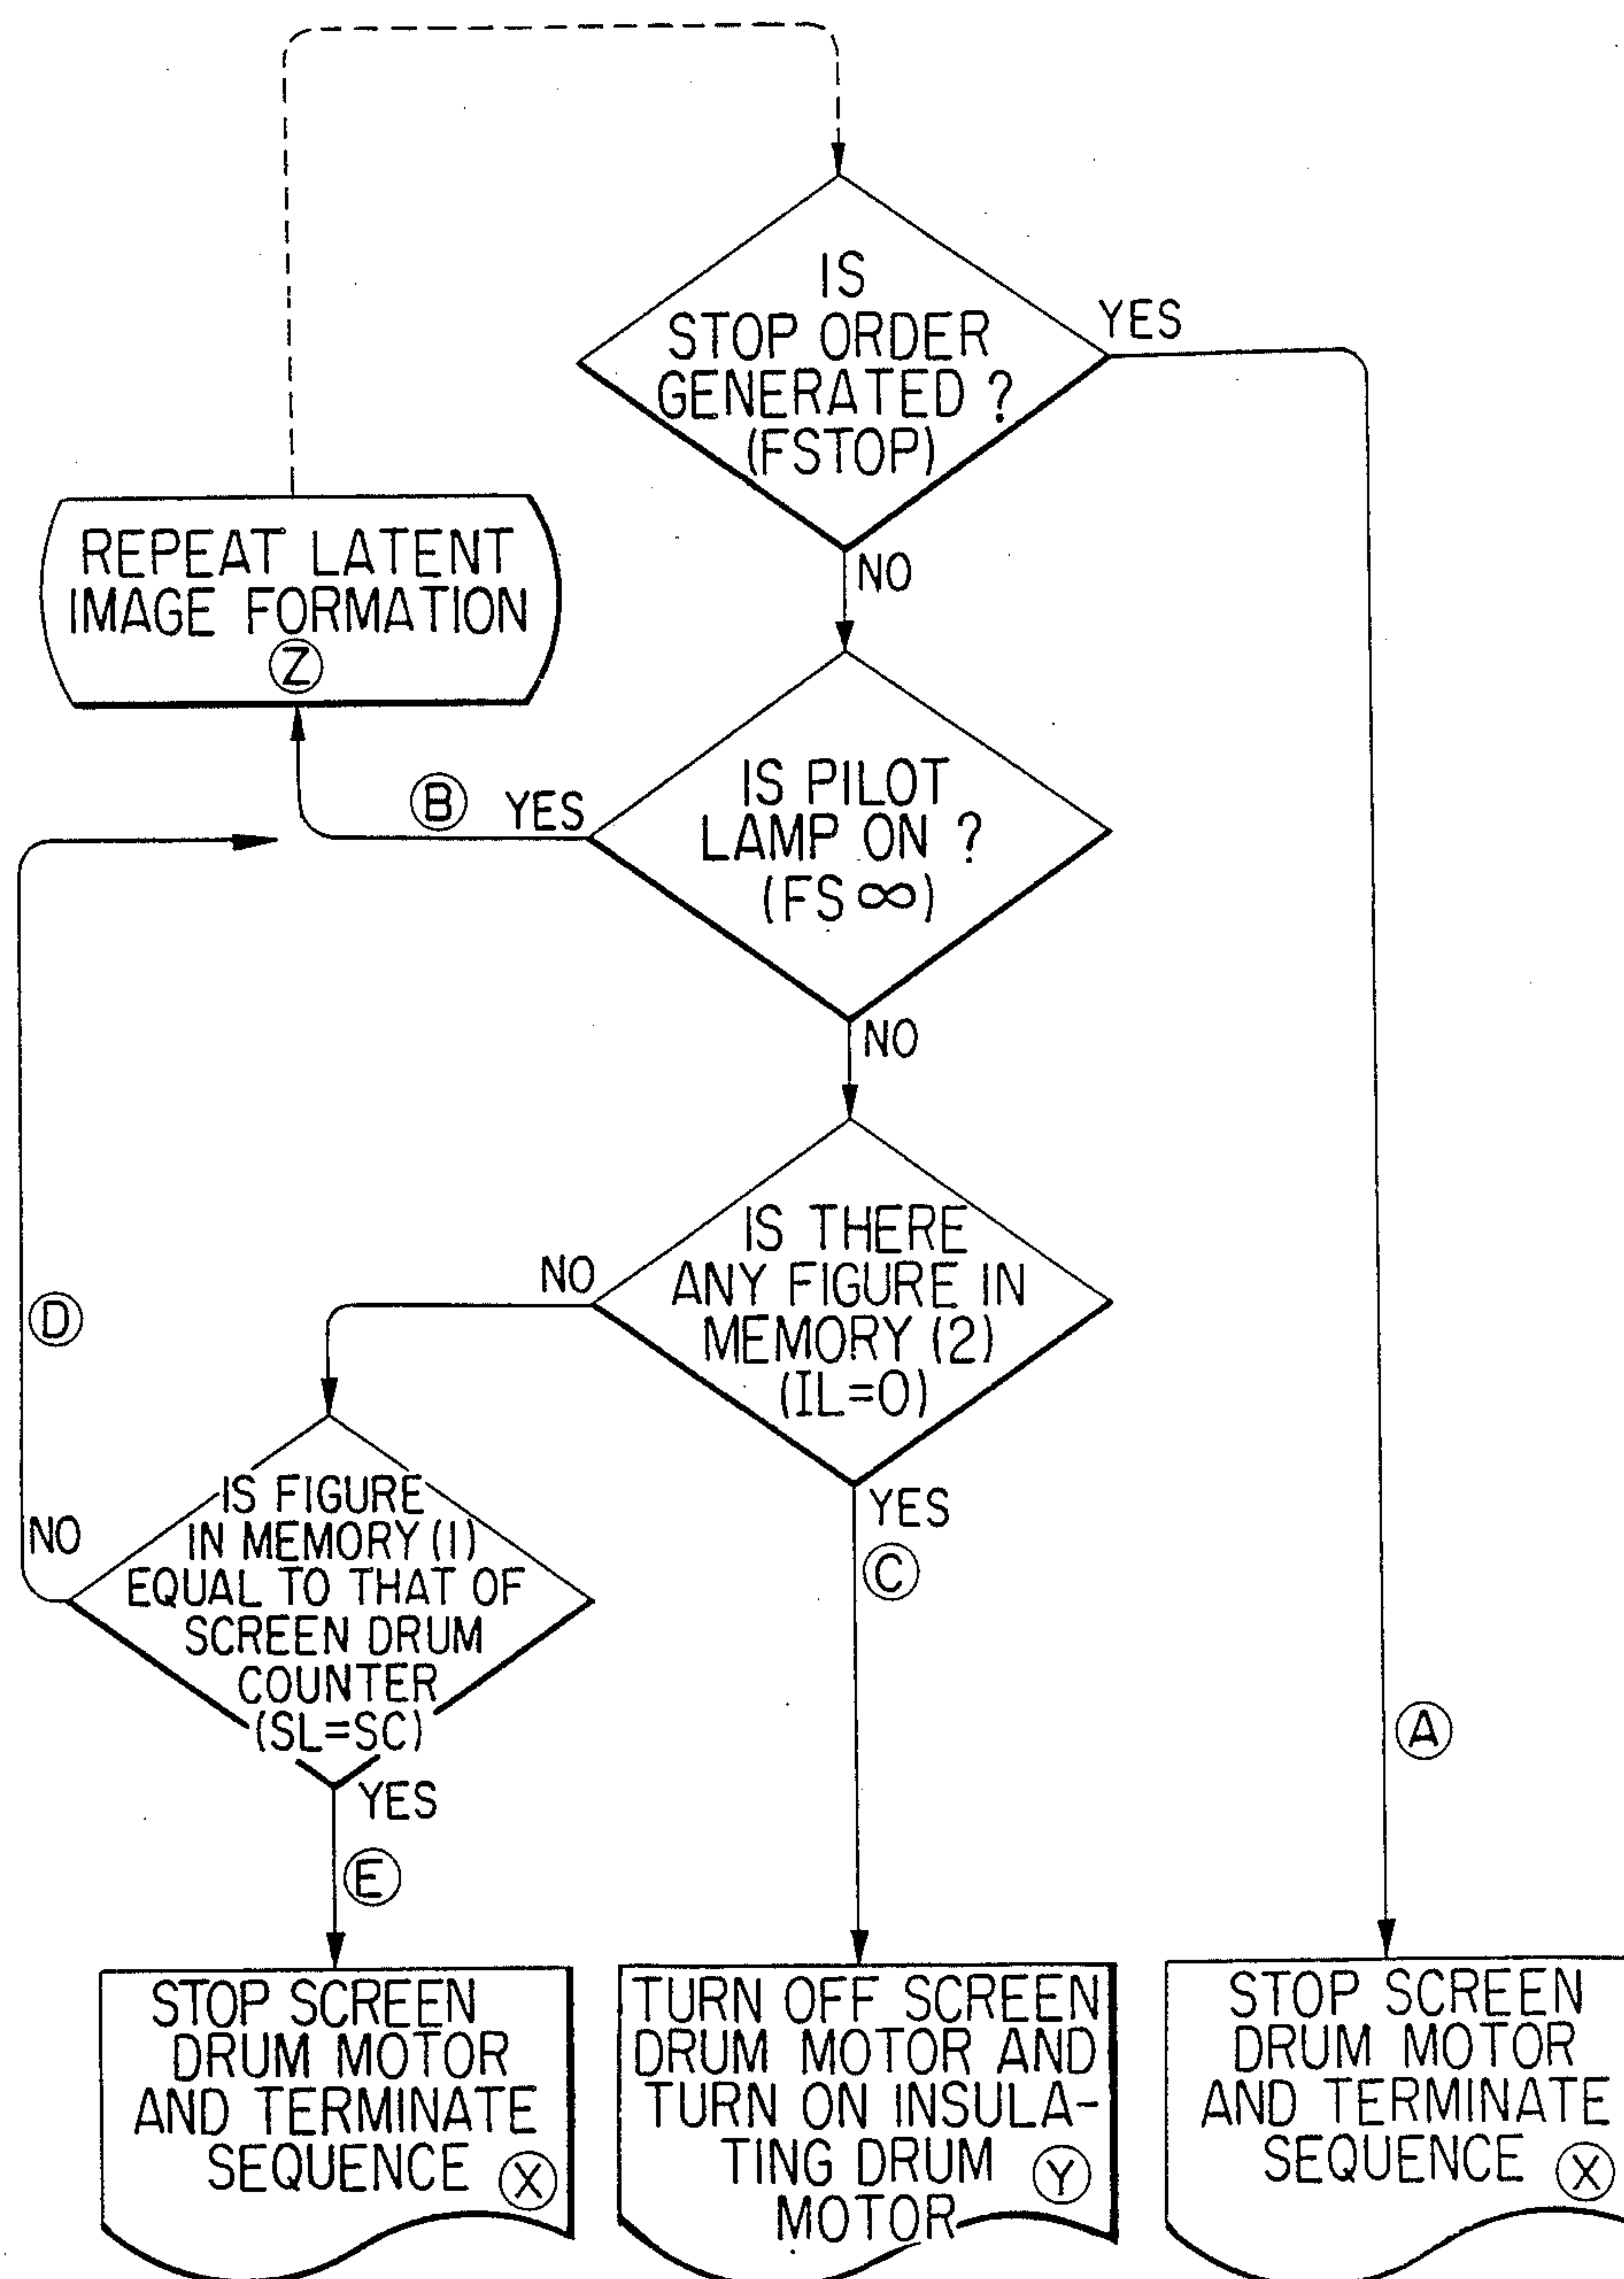 IS
STOP ORDER
GENERATED ?
(FSTOP)
YES
NO
REPEAT LATENT
IMAGE FORMATION
Z
IS PILOT
LAMP ON ?
(FS ∞)
B YES
NO
IS THERE
ANY FIGURE IN
MEMORY (2)
(IL=0)
NO
YES
C
D
IS FIGURE
IN MEMORY (1)
EQUAL TO THAT OF
SCREEN DRUM
COUNTER
(SL=SC)
NO
YES
E
A
STOP SCREEN
DRUM MOTOR
AND TERMINATE
SEQUENCE X
TURN OFF SCREEN
DRUM MOTOR AND
TURN ON INSULA-
TING DRUM Y
MOTOR
STOP SCREEN
DRUM MOTOR
AND TERMINATE
SEQUENCE X